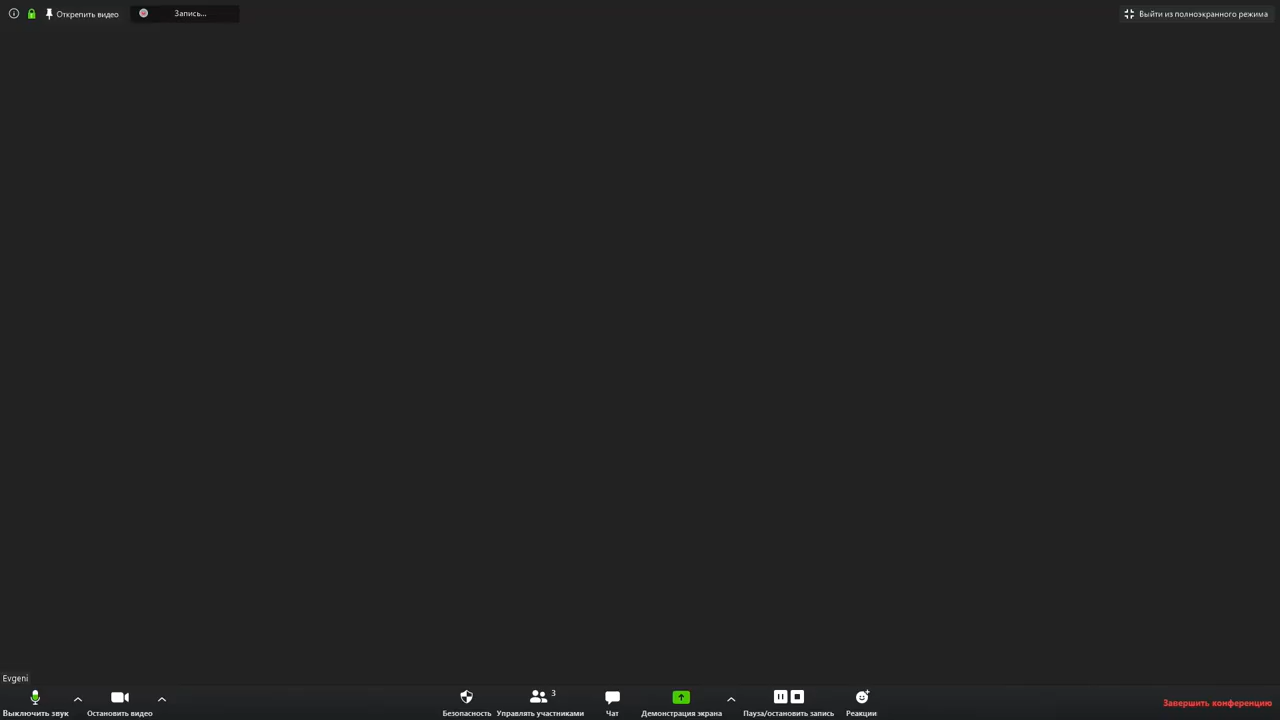 Открепить видео
Запись...
Выйти из полноэкранного режима
Evgeni
Выключить звук
Остановить видео
Безопасность
Управлять участниками
3
Чат
Демонстрация экрана
Пауза/остановить запись
Реакции
Завершить конференцию